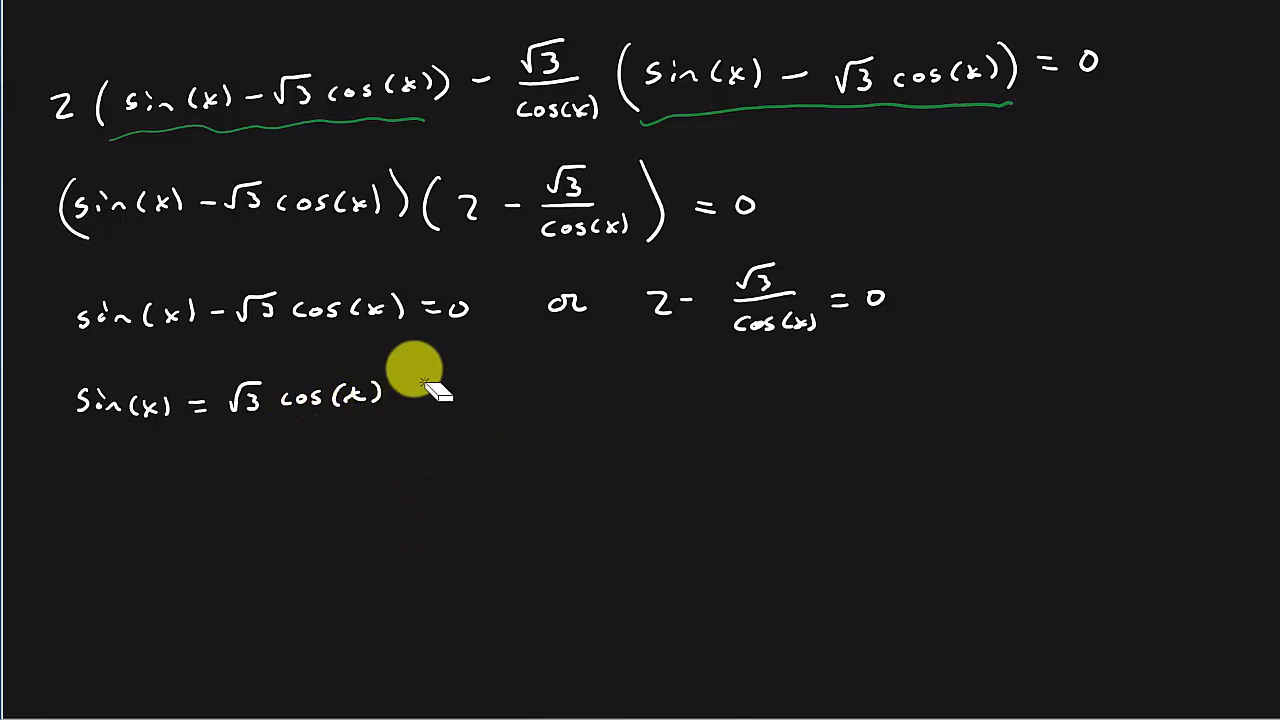 2 (sin(x) - √3 cos(x)) - √3/cos(x) (sin(x) - √3 cos(x)) = 0
(sin(x) - √3 cos(x)) (2 - √3/cos(x)) = 0
sin(x) - √3 cos(x) = 0 or 2 - √3/cos(x) = 0
sin(x) = √3 cos(x)